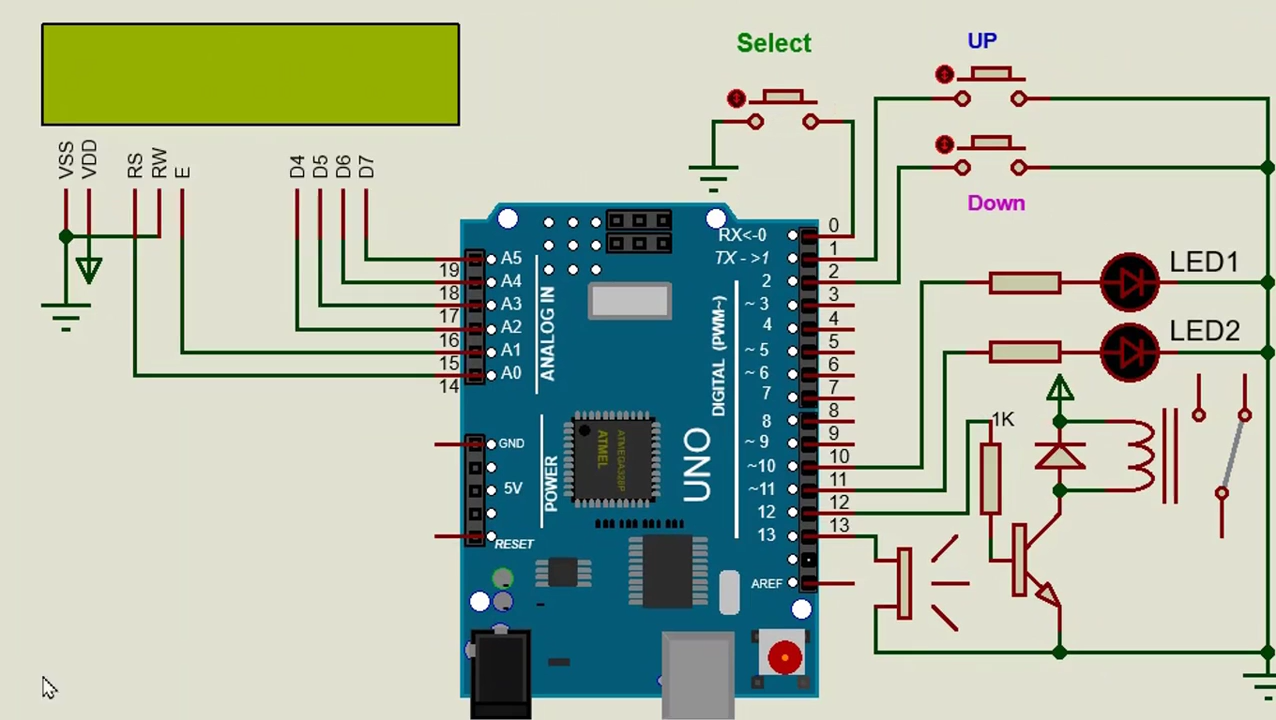 Select
UP
Down
VSS
VDD
RS
RW
E
D4
D5
D6
D7
LED1
LED2
1K
19
18
17
16
15
14
A5
A4
A3
A2
A1
A0
ANALOG IN
GND
5V
POWER
RESET
ATMEL
ATMEGA328P
UNO
DIGITAL (PWM~)
RX<-0
TX ->1
2
~ 3
4
~ 5
~ 6
7
8
~ 9
~10
~11
12
13
AREF
0
1
2
3
4
5
6
7
8
9
10
11
12
13